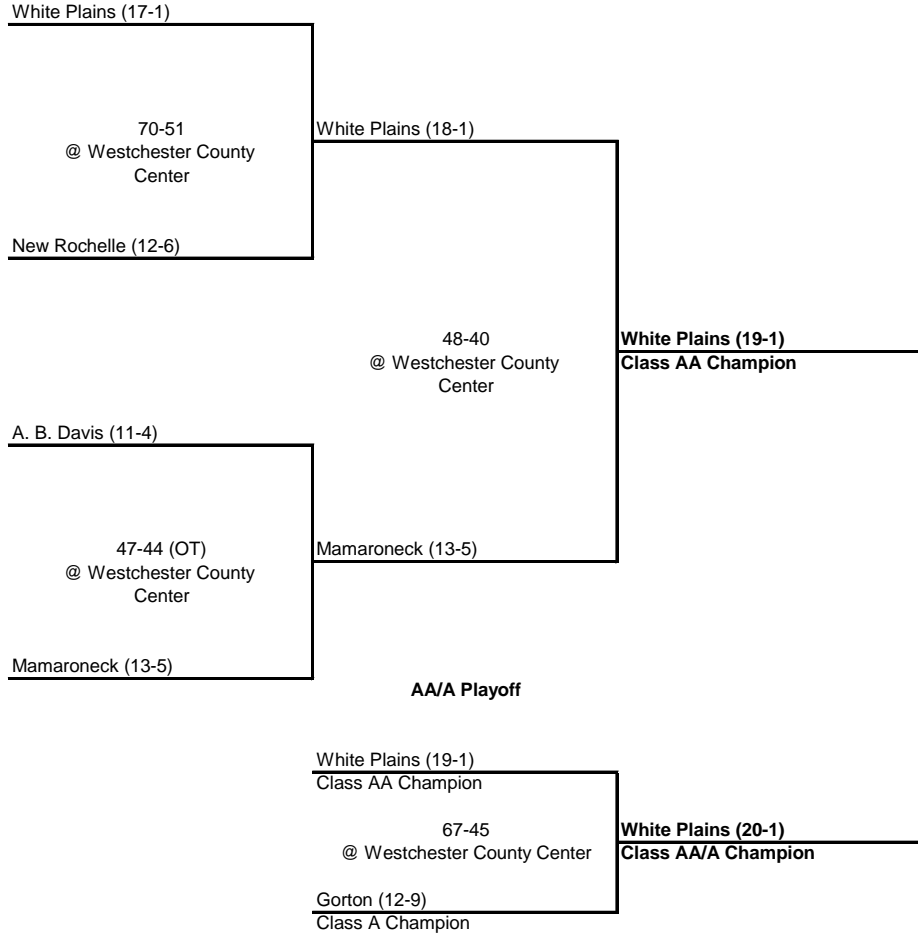 White Plains (17-1)
70-51
@ Westchester County
Center
White Plains (18-1)
New Rochelle (12-6)
48-40
@ Westchester County
Center
White Plains (19-1)
Class AA Champion
A. B. Davis (11-4)
47-44 (OT)
@ Westchester County
Center
Mamaroneck (13-5)
Mamaroneck (13-5)
AA/A Playoff
White Plains (19-1)
Class AA Champion
67-45
@ Westchester County Center
White Plains (20-1)
Class AA/A Champion
Gorton (12-9)
Class A Champion